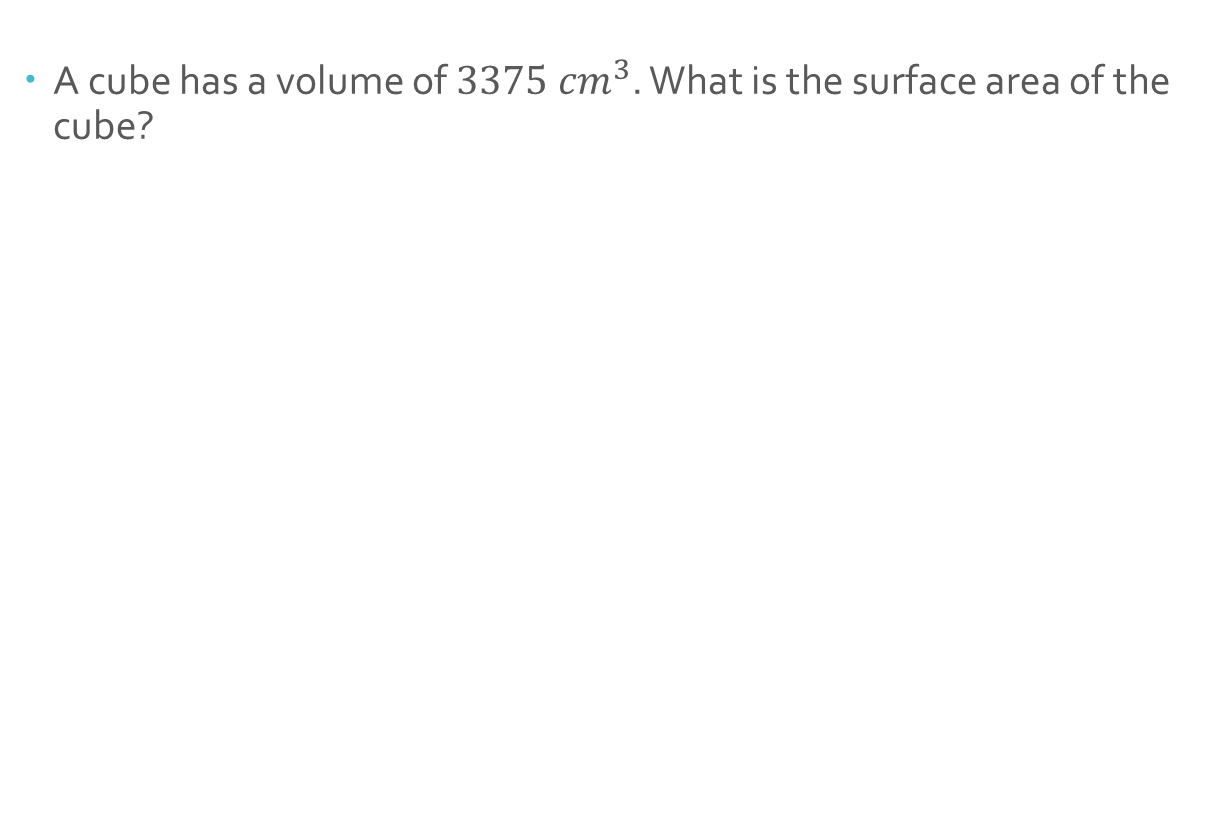 • A cube has a volume of 3375 cm³. What is the surface area of the
cube?